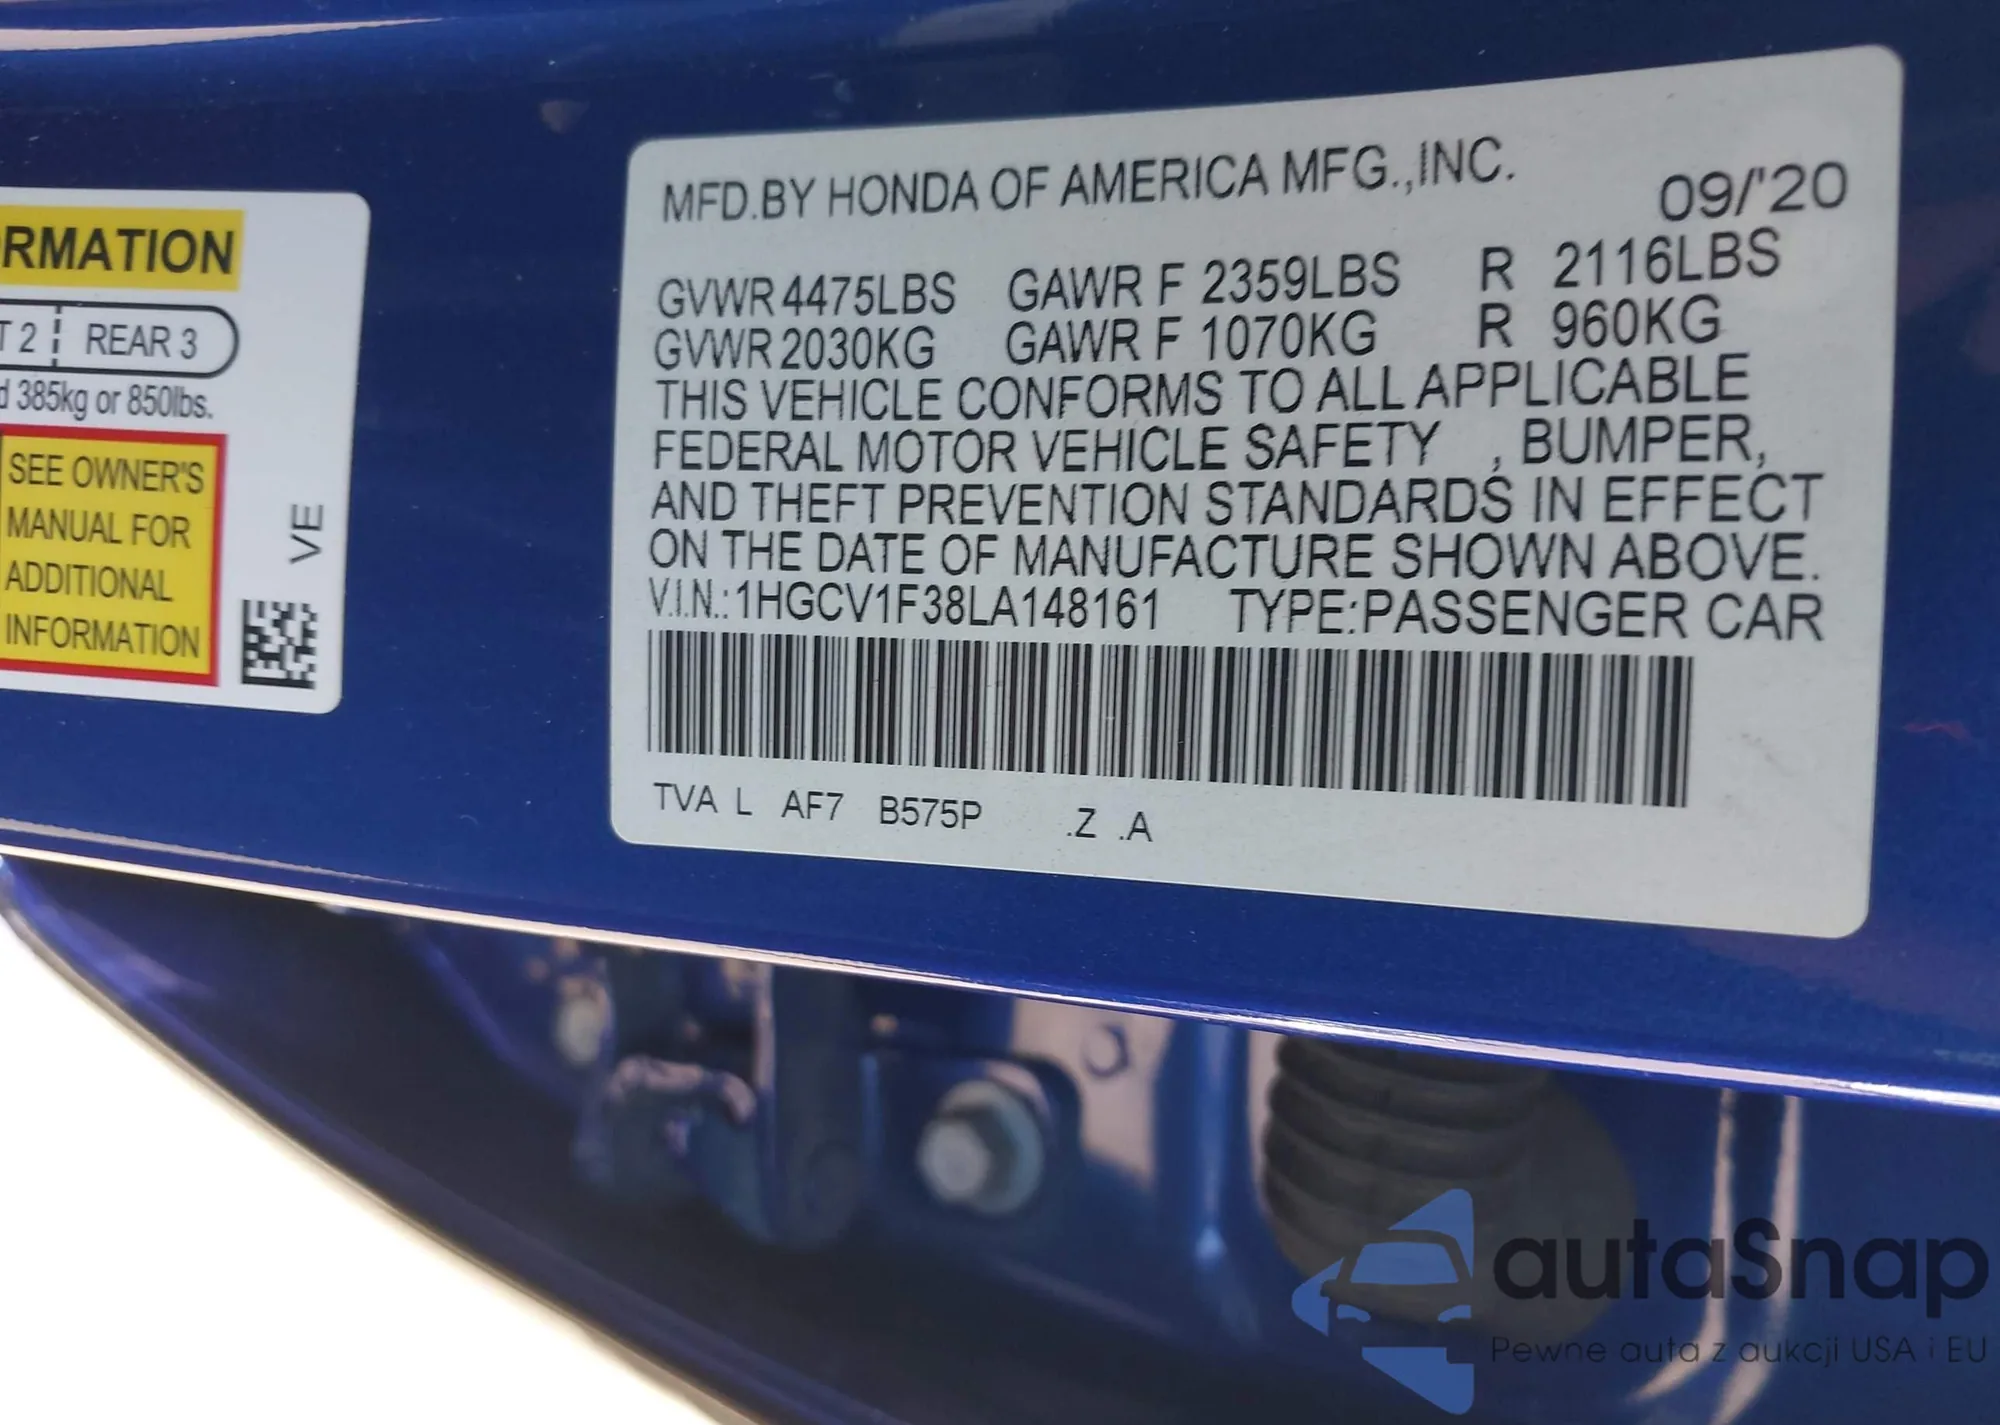 RMATION
T 2 REAR 3
d 385kg or 850lbs.
SEE OWNER'S
MANUAL FOR
ADDITIONAL
INFORMATION
VE
MFD.BY HONDA OF AMERICA MFG.,INC. 09/'20
GVWR 4475LBS GAWR F 2359LBS R 2116LBS
GVWR 2030KG GAWR F 1070KG R 960KG
THIS VEHICLE CONFORMS TO ALL APPLICABLE
FEDERAL MOTOR VEHICLE SAFETY , BUMPER,
AND THEFT PREVENTION STANDARDS IN EFFECT
ON THE DATE OF MANUFACTURE SHOWN ABOVE.
V.I.N.: 1HGCV1F38LA148161 TYPE:PASSENGER CAR
TVA L AF7 B575P .Z .A
autaSnap
Pewne auta z aukcji USA i EU